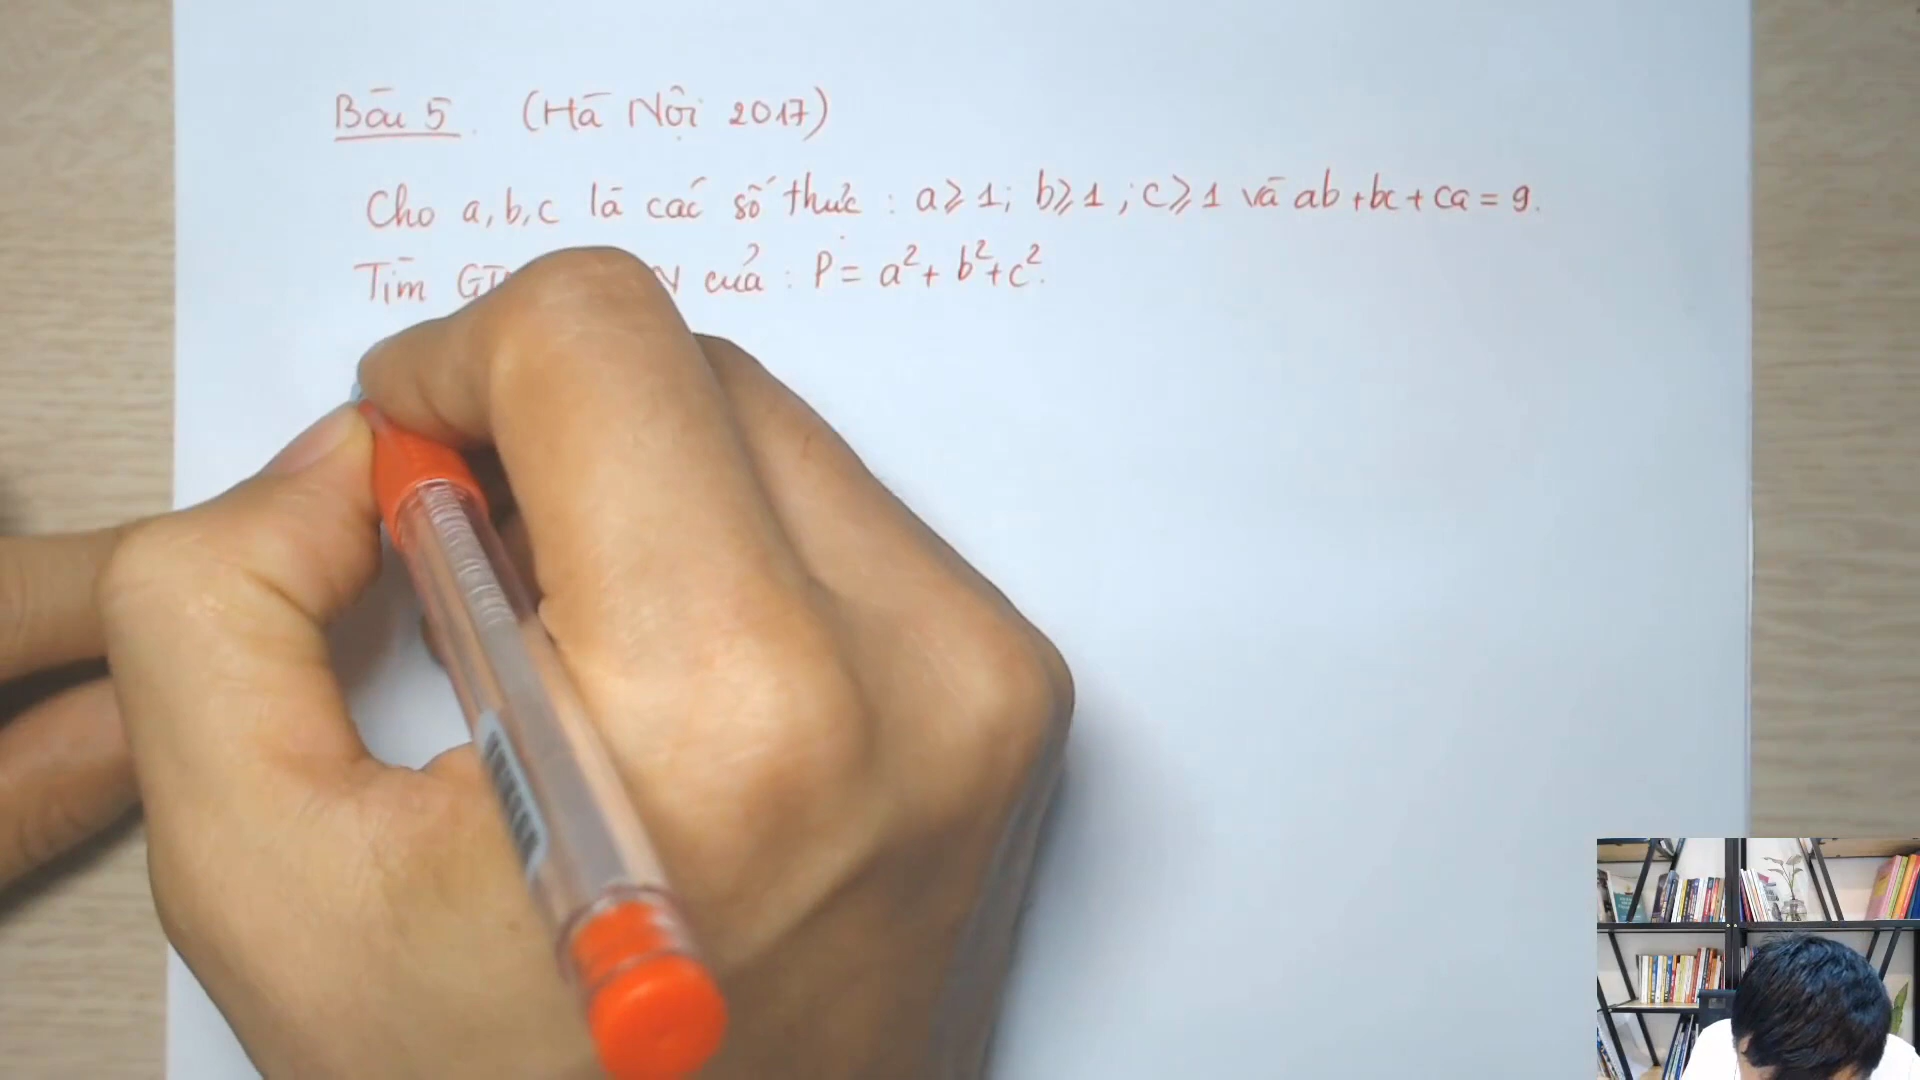 Bài 5. (Hà Nội 2017)
Cho a, b, c là các số thực : a ≥ 1; b ≥ 1 ; c ≥ 1 và ab + bc + ca = 9.
Tìm của : P = a² + b² + c².